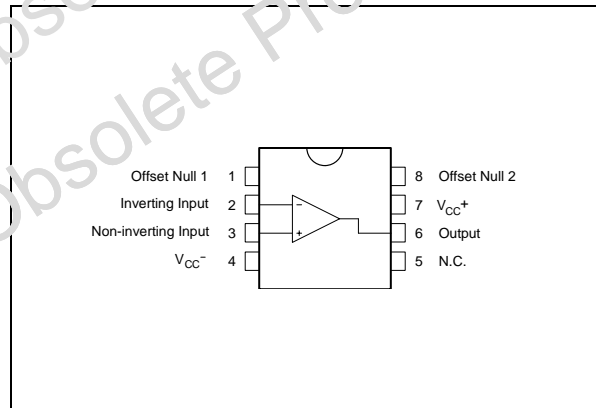 Obsolete Pro
Offset Null 1 1
Inverting Input 2
Non-inverting Input 3
VCC- 4
8 Offset Null 2
7 VCC+
6 Output
5 N.C.
- 
+